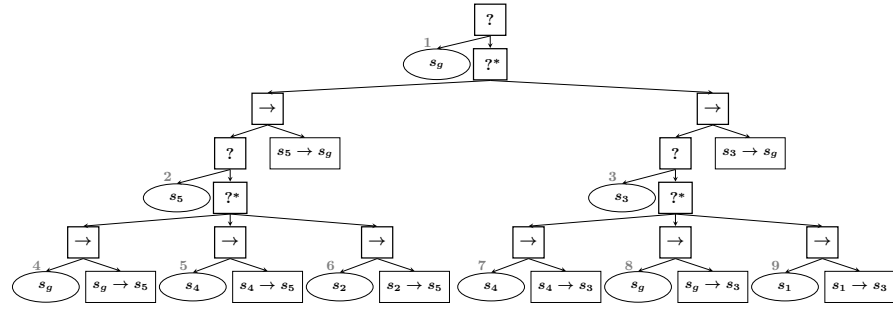 ?
1
s_g ?*
→ →
? s_5 → s_g ? s_3 → s_g
2 3
s_5 ?* s_3 ?*
→ → → → → →
4 5 6 7 8 9
s_g s_g → s_5 s_4 s_4 → s_5 s_2 s_2 → s_5 s_4 s_4 → s_3 s_g s_g → s_3 s_1 s_1 → s_3